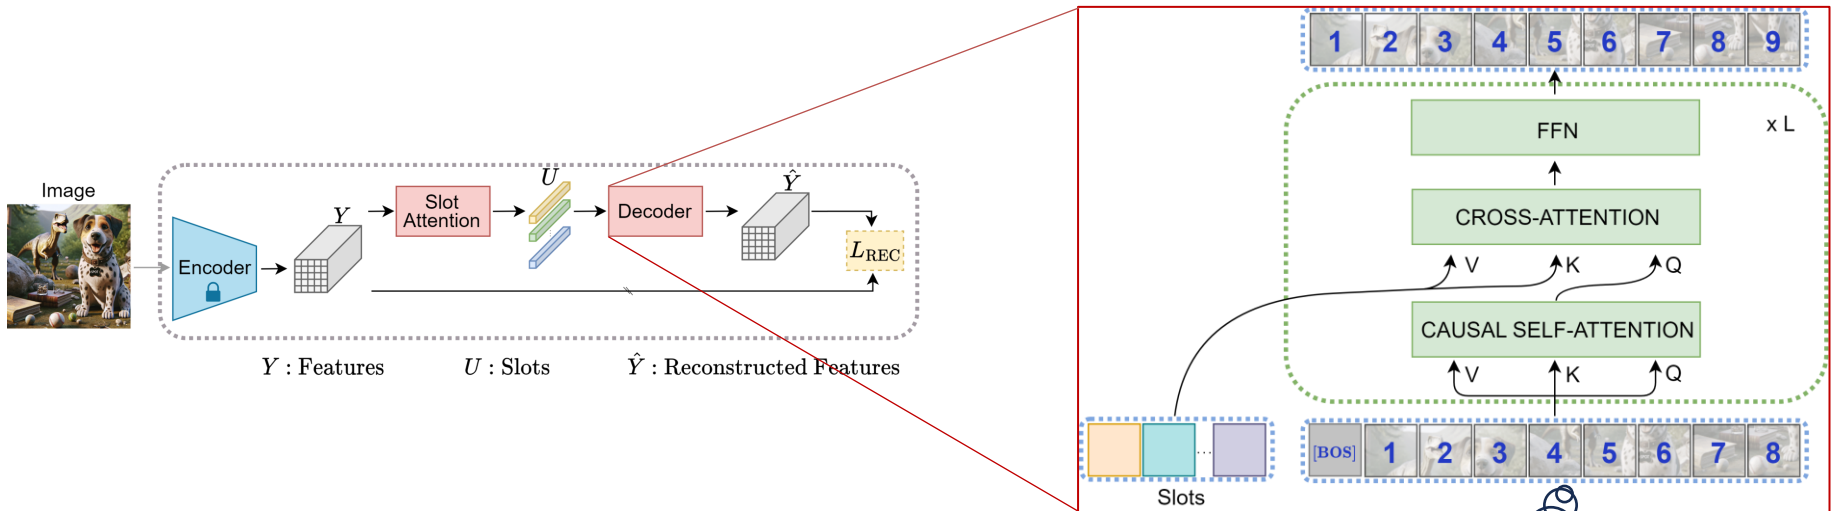 Image
Encoder
Y
Slot
Attention
U
Decoder
Ŷ
L_REC
Y : Features
U : Slots
Ŷ : Reconstructed Features
1 2 3 4 5 6 7 8 9
FFN
x L
CROSS-ATTENTION
V K Q
CAUSAL SELF-ATTENTION
V K Q
[BOS] 1 2 3 4 5 6 7 8
...
Slots